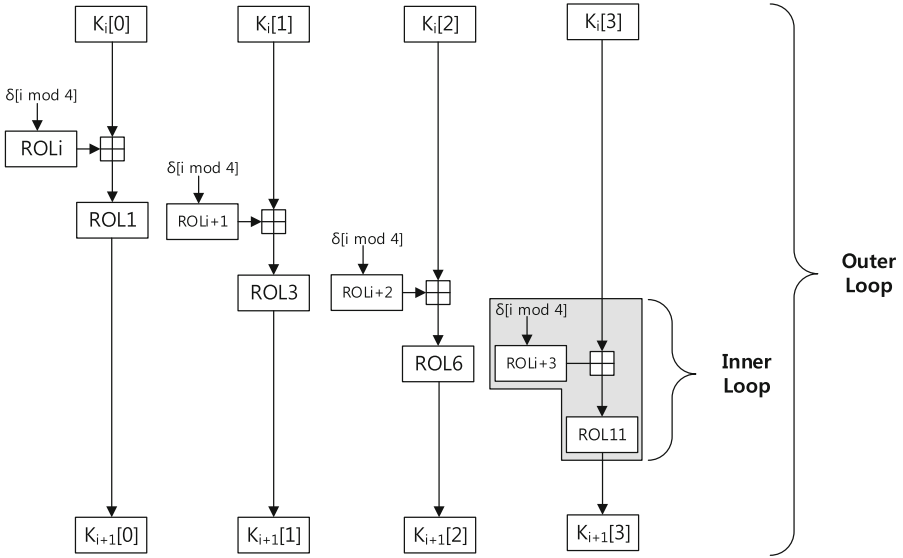 Kᵢ[0]
Kᵢ[1]
Kᵢ[2]
Kᵢ[3]
δ[i mod 4]
ROLi
δ[i mod 4]
ROL1
ROLi+1
δ[i mod 4]
ROL3
ROLi+2
δ[i mod 4]
ROL6
ROLi+3
ROL11
Inner
Loop
Outer
Loop
Kᵢ₊₁[0]
Kᵢ₊₁[1]
Kᵢ₊₁[2]
Kᵢ₊₁[3]